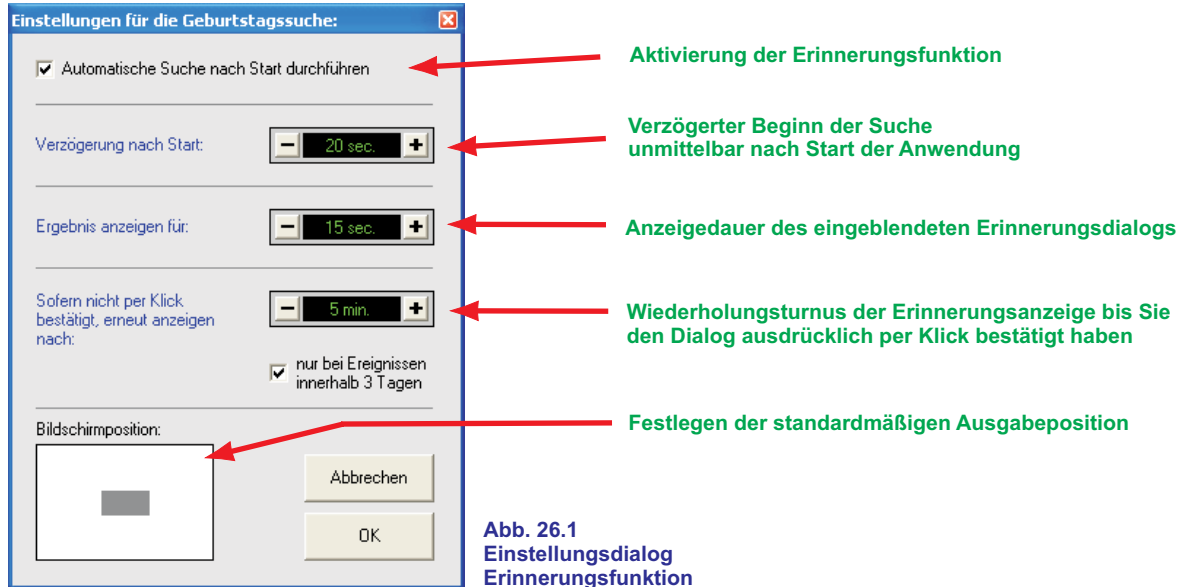 Einstellungen für die Geburtstagssuche:
Automatische Suche nach Start durchführen
Aktivierung der Erinnerungsfunktion
Verzögerung nach Start:
20 sec.
Verzögerter Beginn der Suche
unmittelbar nach Start der Anwendung
Ergebnis anzeigen für:
15 sec.
Anzeigedauer des eingeblendeten Erinnerungsdialogs
Sofern nicht per Klick
bestätigt, erneut anzeigen
nach:
5 min.
nur bei Ereignissen
innerhalb 3 Tagen
Wiederholungsturnus der Erinnerungsanzeige bis Sie
den Dialog ausdrücklich per Klick bestätigt haben
Bildschirmposition:
Festlegen der standardmäßigen Ausgabeposition
Abbrechen
OK
Abb. 26.1
Einstellungsdialog
Erinnerungsfunktion